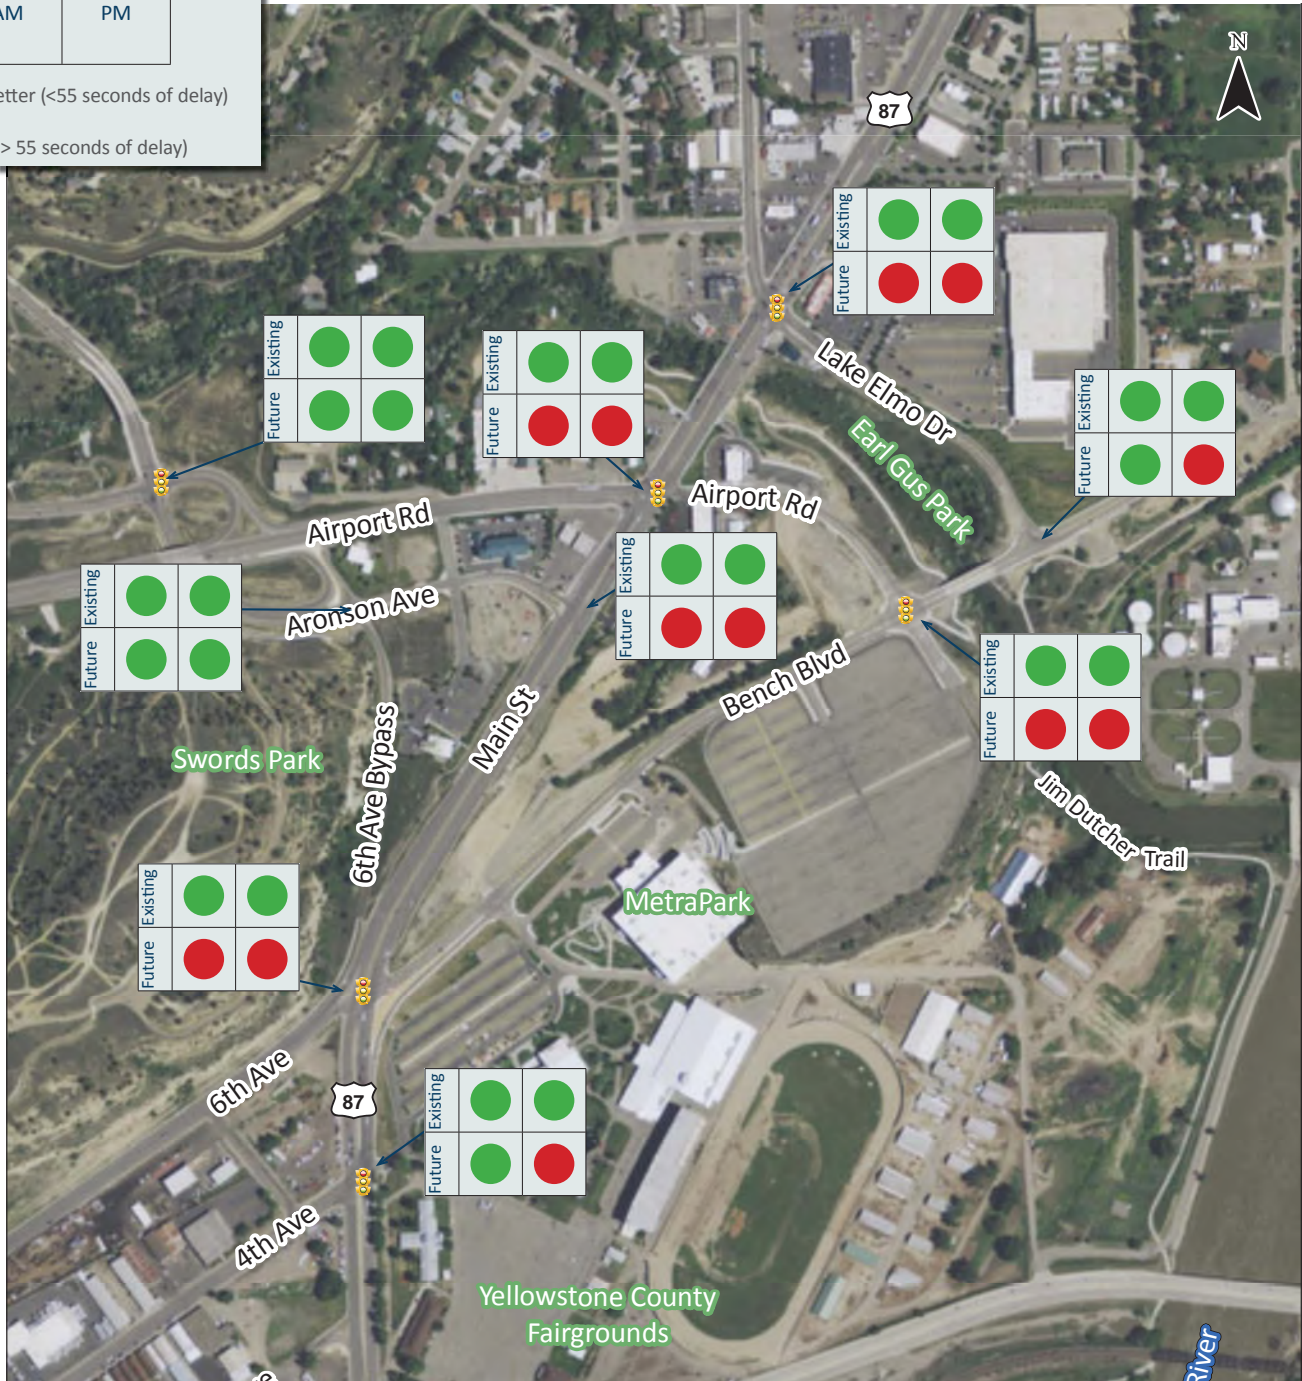 AM
PM
etter (<55 seconds of delay)
> 55 seconds of delay)
N
87
Existing
Future
Lake Elmo Dr
Existing
Future
Existing
Future
Existing
Future
Earl Gus Park
Airport Rd
Airport Rd
Existing
Future
Existing
Future
Aronson Ave
Existing
Future
Bench Blvd
Main St
6th Ave Bypass
Swords Park
Jim Dutcher Trail
Existing
Future
MetraPark
6th Ave
87
Existing
Future
4th Ave
Yellowstone County
Fairgrounds
River